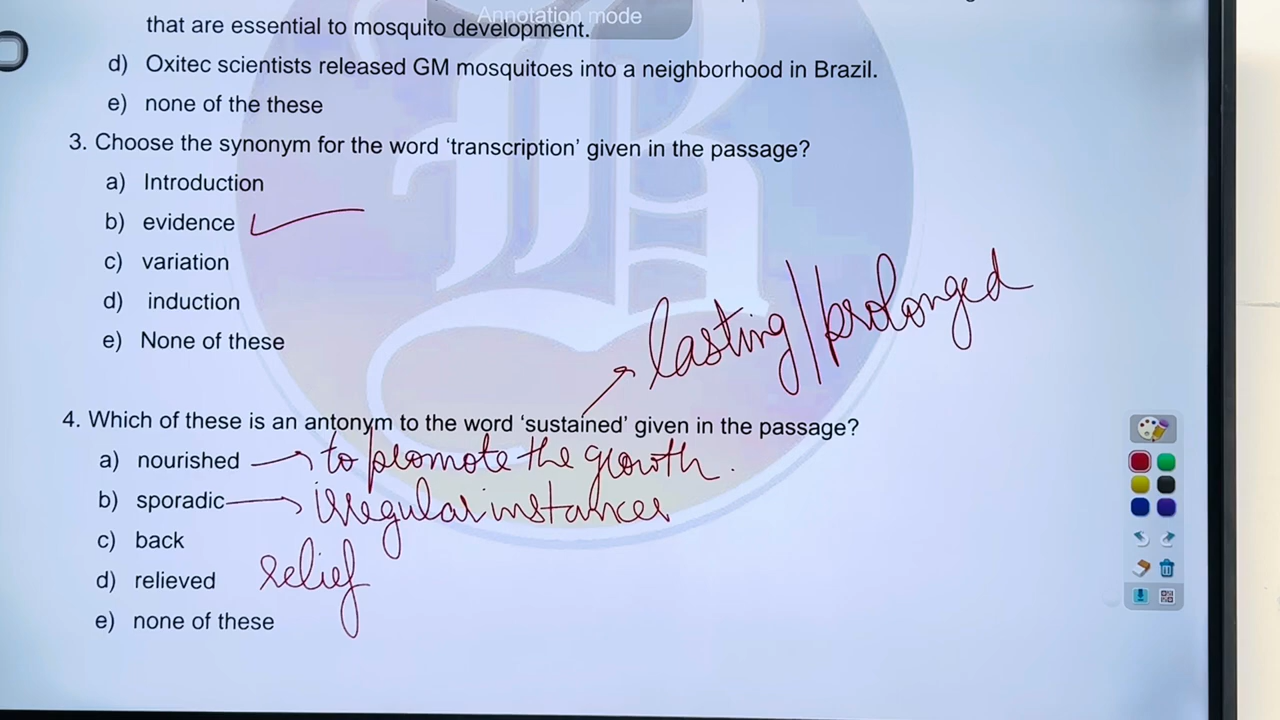 Annotation mode
that are essential to mosquito development.
d) Oxitec scientists released GM mosquitoes into a neighborhood in Brazil.
e) none of the these
3. Choose the synonym for the word ‘transcription’ given in the passage?
a) Introduction
b) evidence
c) variation
d) induction
e) None of these
lasting/prolonged
4. Which of these is an antonym to the word ‘sustained’ given in the passage?
a) nourished to promote the growth.
b) sporadic irregular instances
c) back
d) relieved relief
e) none of these